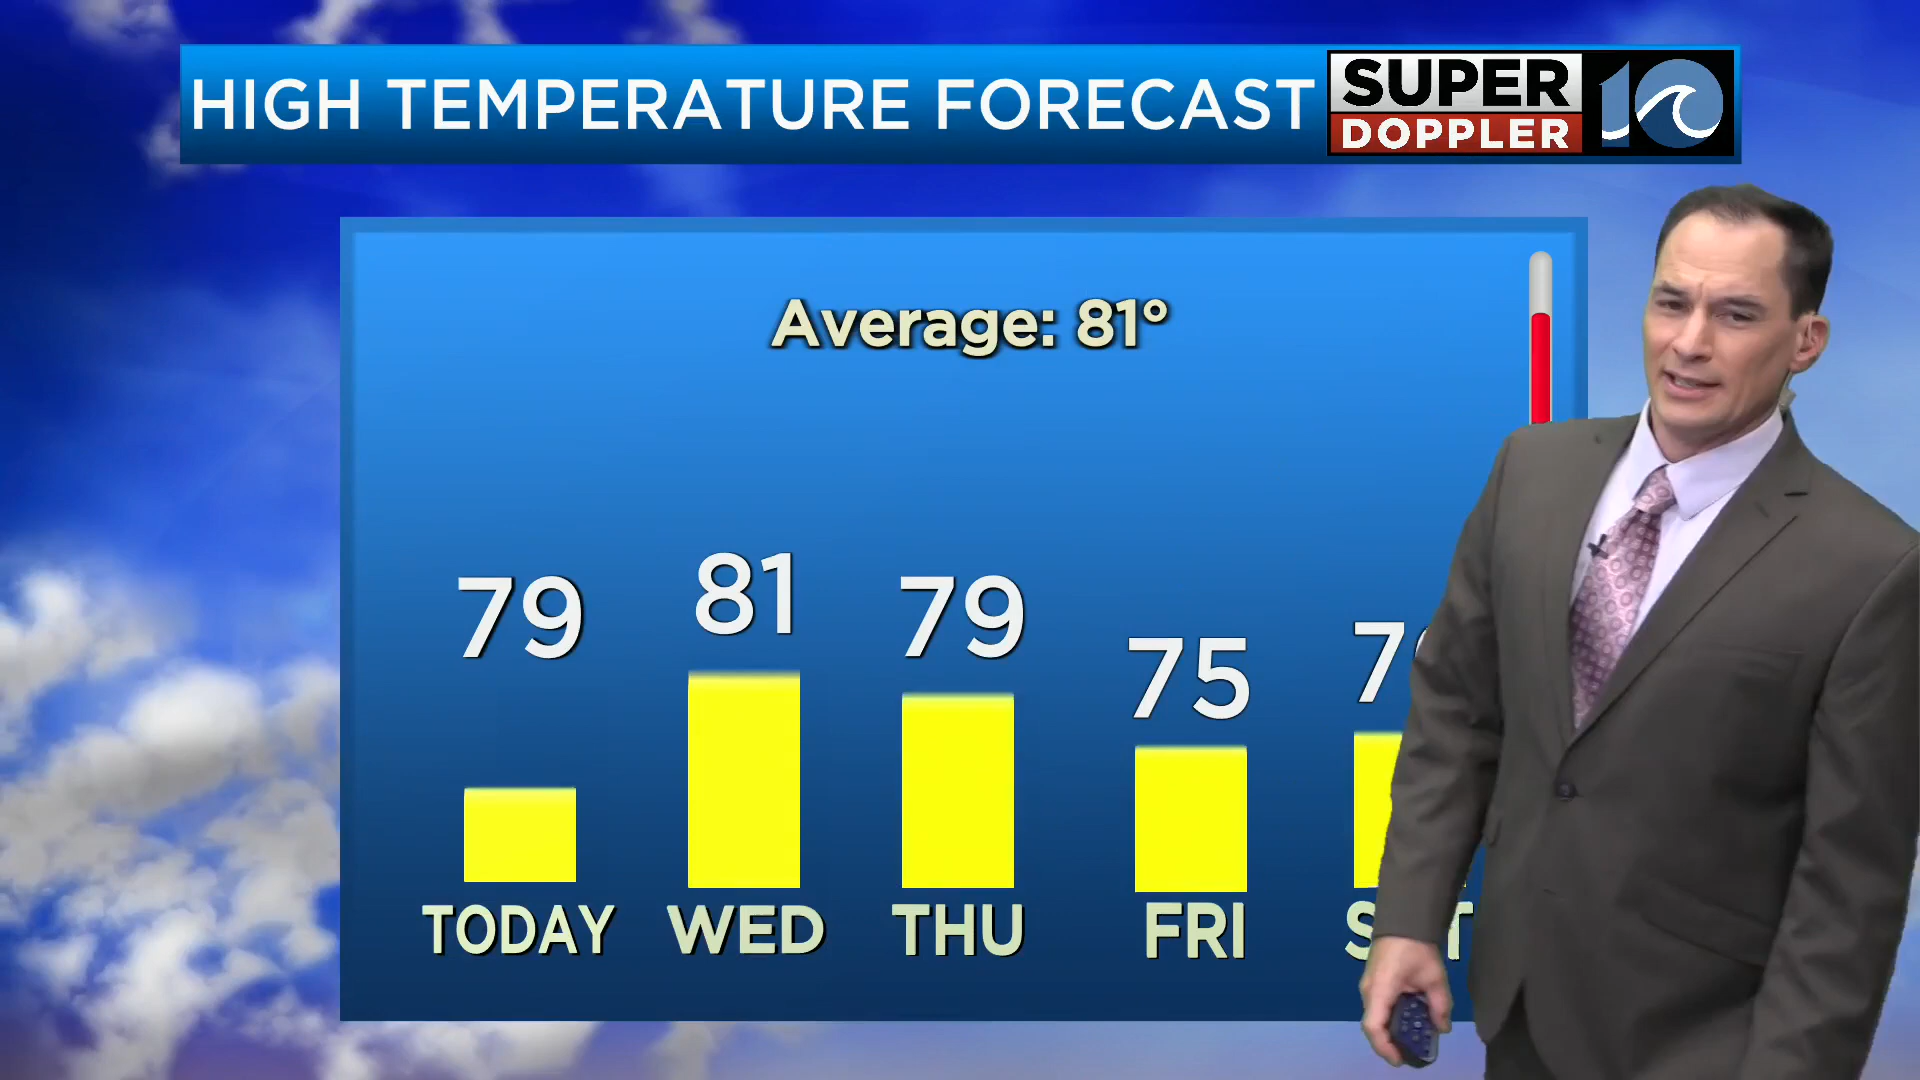 HIGH TEMPERATURE FORECAST
SUPER
DOPPLER
10
Average: 81°
79 81 79 75
TODAY WED THU FRI